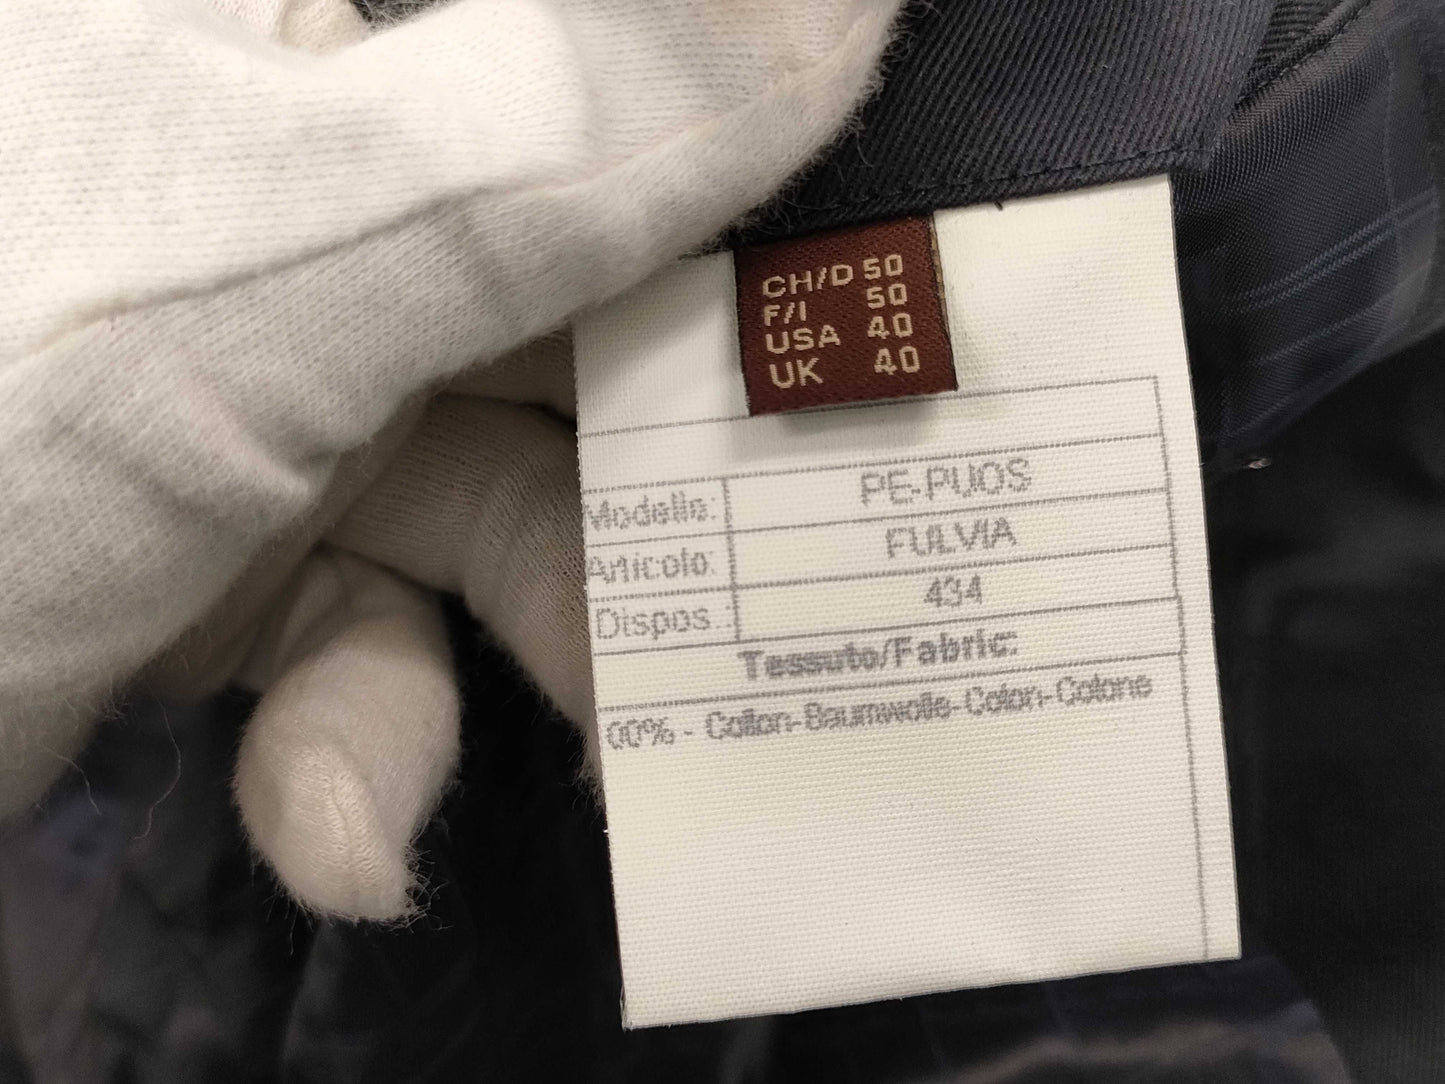 CH/D 50
F/I 50
USA 40
UK 40
Modello: PE-PUOS
Articolo: FULVIA
Dispos.: 434
Tessuto/Fabric:
00% - Cotton-Baumwolle-Coton-Cotone